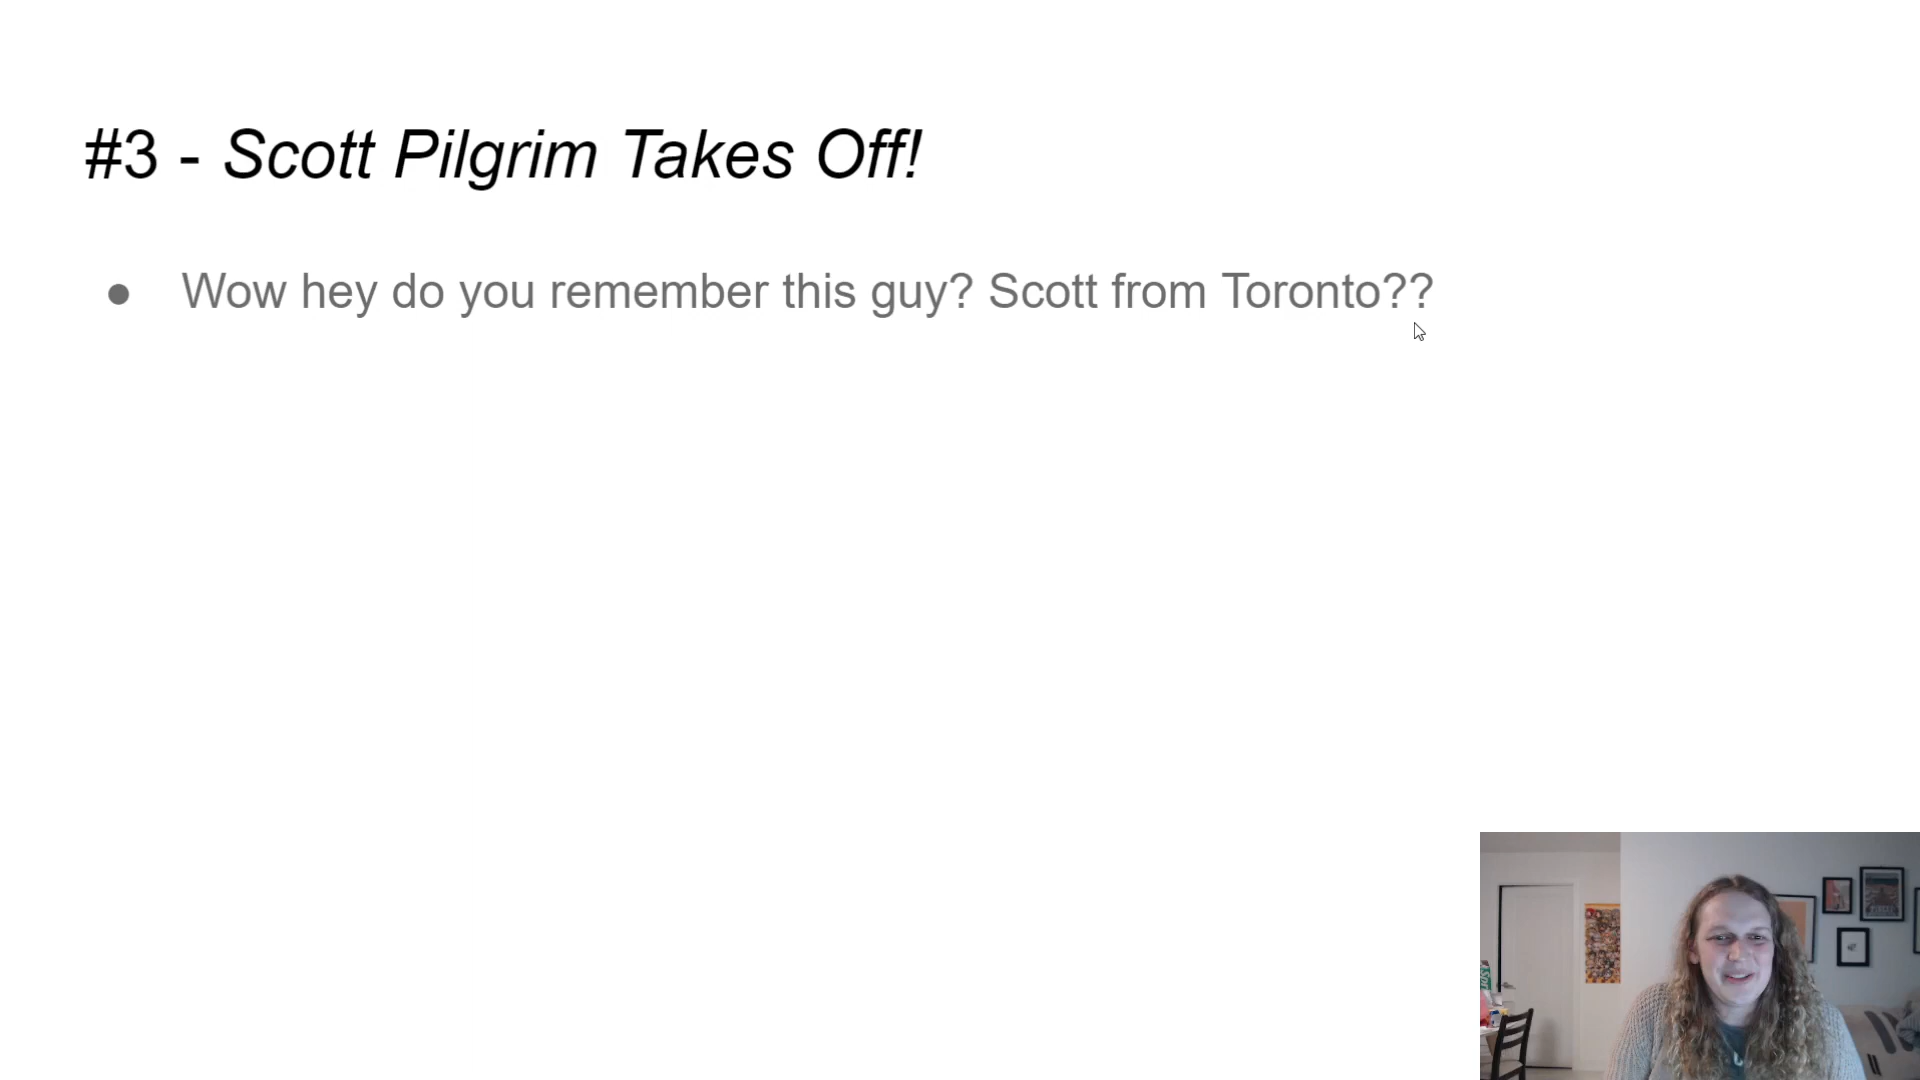 #3 - Scott Pilgrim Takes Off!
● Wow hey do you remember this guy? Scott from Toronto??